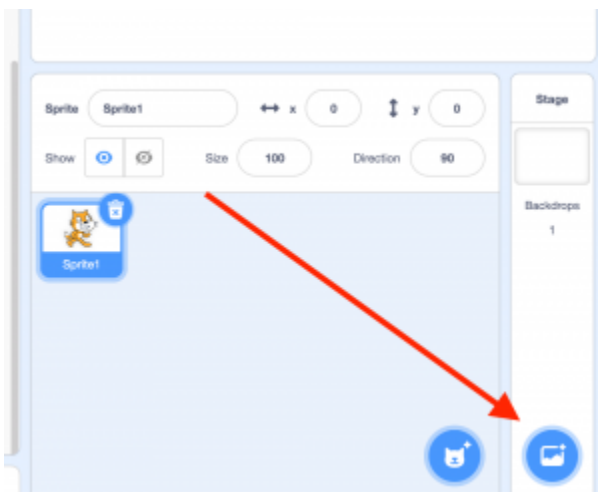 Sprite Sprite1 x 0 y 0
Show Size 100 Direction 90
Sprite1
Stage
Backdrops
1